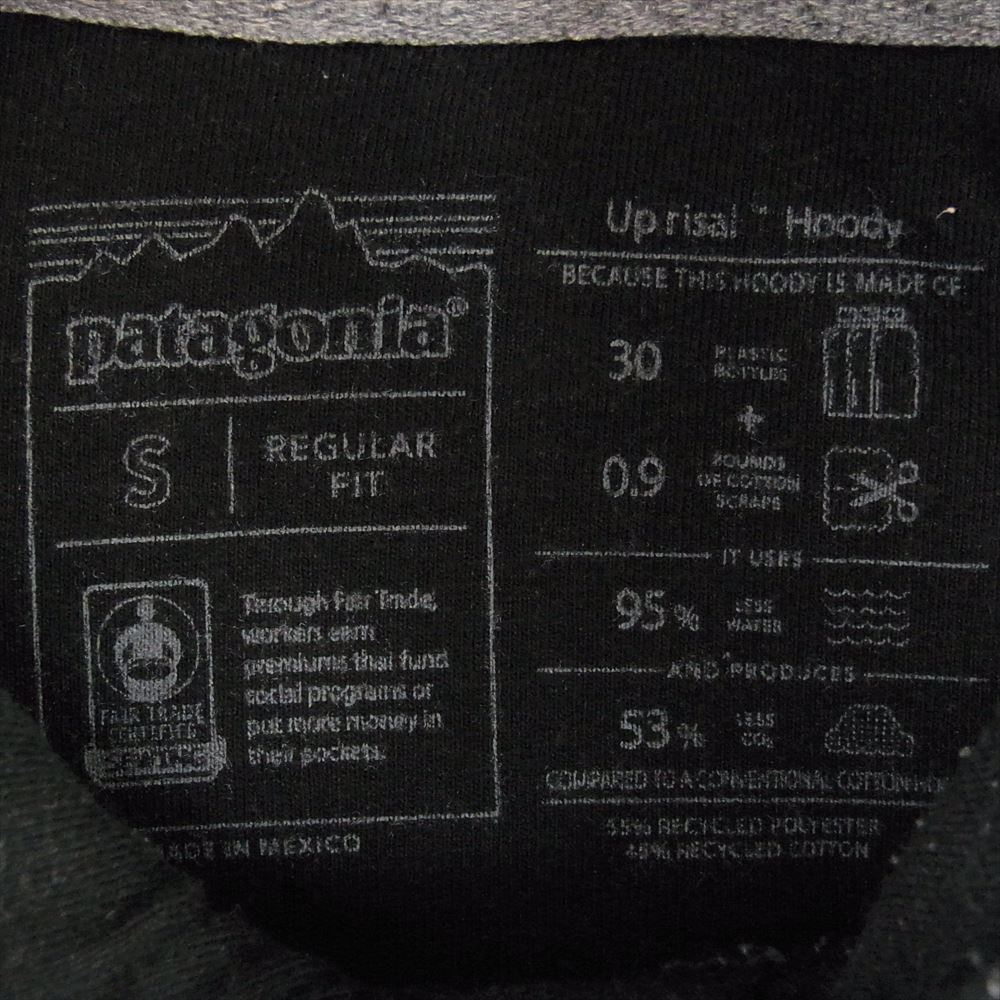 patagonia®
S
REGULAR
FIT
FAIR TRADE
CERTIFIED
Through Fair Trade,
workers earn
premiums that fund
social programs or
put more money in
their pockets.
MADE IN MEXICO
Uprisal™ Hoody
BECAUSE THIS HOODY IS MADE OF
30 PLASTIC
BOTTLES
+
0.9 POUNDS
OF COTTON
SCRAPS
IT USES
95% LESS
WATER
AND PRODUCES
53% LESS
CO₂
COMPARED TO A CONVENTIONAL COTTON
RECYCLED POLYESTER
RECYCLED COTTON